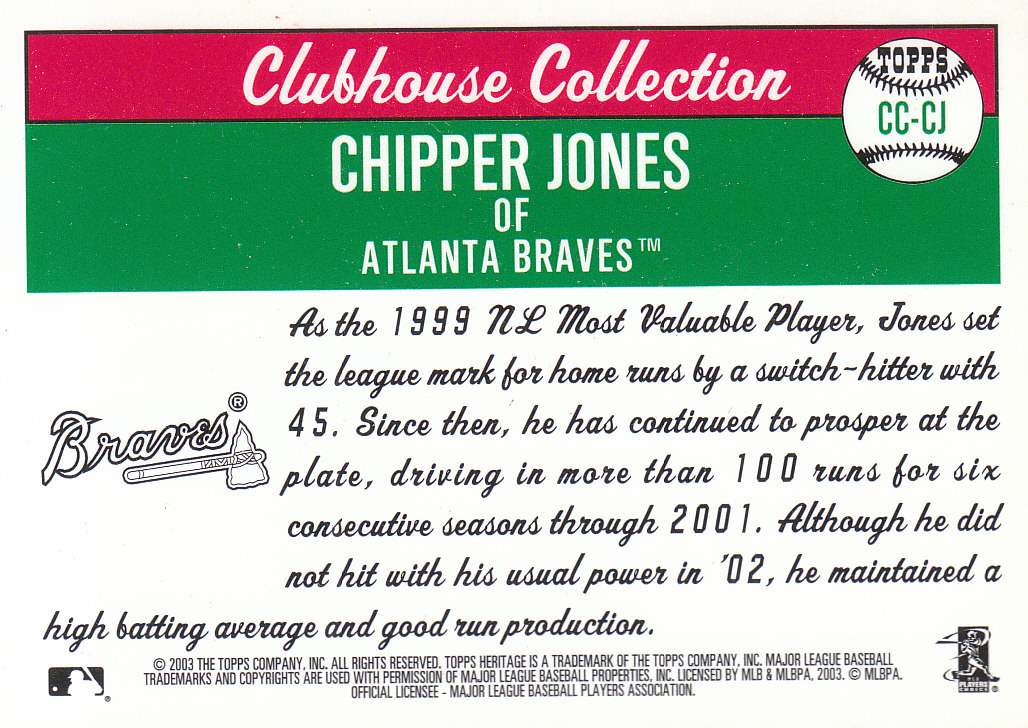 Clubhouse Collection
TOPPS
CC-CJ
CHIPPER JONES
OF
ATLANTA BRAVES™
As the 1999 NL Most Valuable Player, Jones set
the league mark for home runs by a switch-hitter with
45. Since then, he has continued to prosper at the
plate, driving in more than 100 runs for six
consecutive seasons through 2001. Although he did
not hit with his usual power in '02, he maintained a
high batting average and good run production.
Braves®
© 2003 THE TOPPS COMPANY, INC. ALL RIGHTS RESERVED. TOPPS HERITAGE IS A TRADEMARK OF THE TOPPS COMPANY, INC. MAJOR LEAGUE BASEBALL
TRADEMARKS AND COPYRIGHTS ARE USED WITH PERMISSION OF MAJOR LEAGUE BASEBALL PROPERTIES, INC. LICENSED BY MLB & MLBPA, 2003. © MLBPA.
OFFICIAL LICENSEE - MAJOR LEAGUE BASEBALL PLAYERS ASSOCIATION.
PLAYERS
CHOICE ®